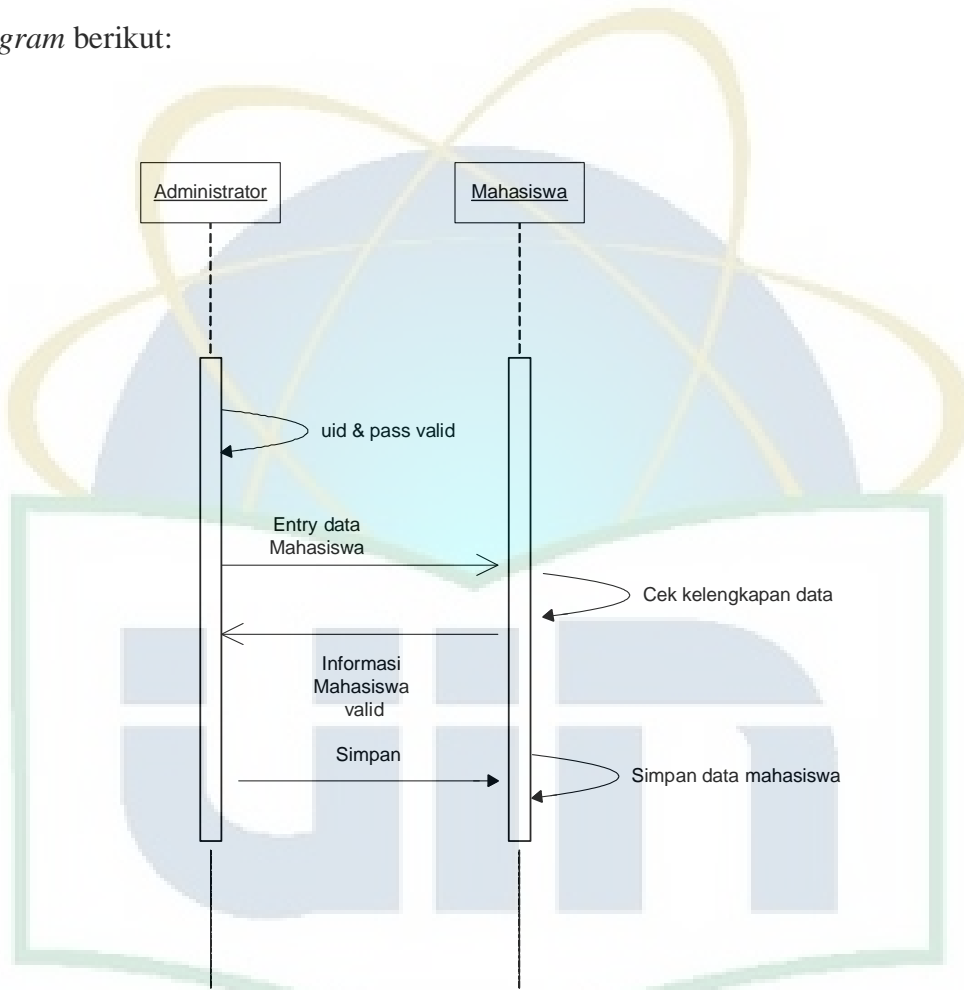 gram berikut:
Administrator
Mahasiswa
uid & pass valid
Entry data
Mahasiswa
Cek kelengkapan data
Informasi
Mahasiswa
valid
Simpan
Simpan data mahasiswa
uin